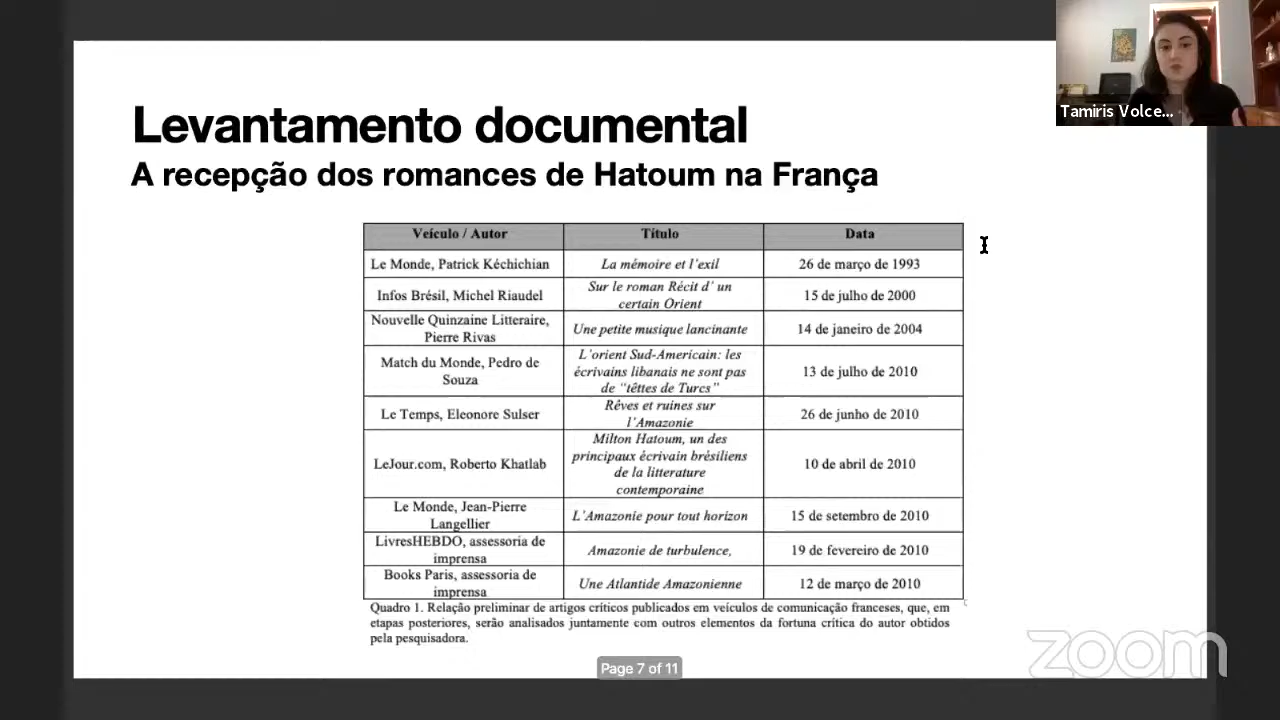 Tamiris Volce...
Levantamento documental
A recepção dos romances de Hatoum na França
Veículo / Autor Título Data
Le Monde, Patrick Kéchichian La mémoire et l'exil 26 de março de 1993
Infos Brésil, Michel Riaudel Sur le roman Récit d' un
certain Orient 15 de julho de 2000
Nouvelle Quinzaine Litteraire,
Pierre Rivas Une petite musique lancinante 14 de janeiro de 2004
Match du Monde, Pedro de
Souza L'orient Sud-Americain: les
écrivains libanais ne sont pas
de "têttes de Turcs" 13 de julho de 2010
Le Temps, Eleonore Sulser Rêves et ruines sur
l'Amazonie 26 de junho de 2010
LeJour.com, Roberto Khatlab Milton Hatoum, un des
principaux écrivain brésiliens
de la litterature
contemporaine 10 de abril de 2010
Le Monde, Jean-Pierre
Langellier L'Amazonie pour tout horizon 15 de setembro de 2010
LivresHEBDO, assessoria de
imprensa Amazonie de turbulence, 19 de fevereiro de 2010
Books Paris, assessoria de
imprensa Une Atlantide Amazonienne 12 de março de 2010
Quadro 1. Relação preliminar de artigos críticos publicados em veículos de comunicação franceses, que, em
etapas posteriores, serão analisados juntamente com outros elementos da fortuna crítica do autor obtidos
pela pesquisadora.
Page 7 of 11
zoom